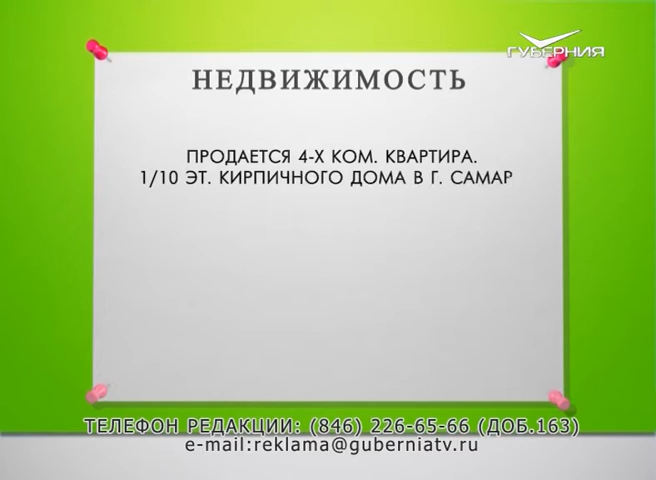 ГУБЕРНИЯ
НЕДВИЖИМОСТЬ
ПРОДАЕТСЯ 4-Х КОМ. КВАРТИРА.
1/10 ЭТ. КИРПИЧНОГО ДОМА В Г. САМАР
ТЕЛЕФОН РЕДАКЦИИ: (846) 226-65-66 (ДОБ.163)
e-mail:reklama@guberniatv.ru